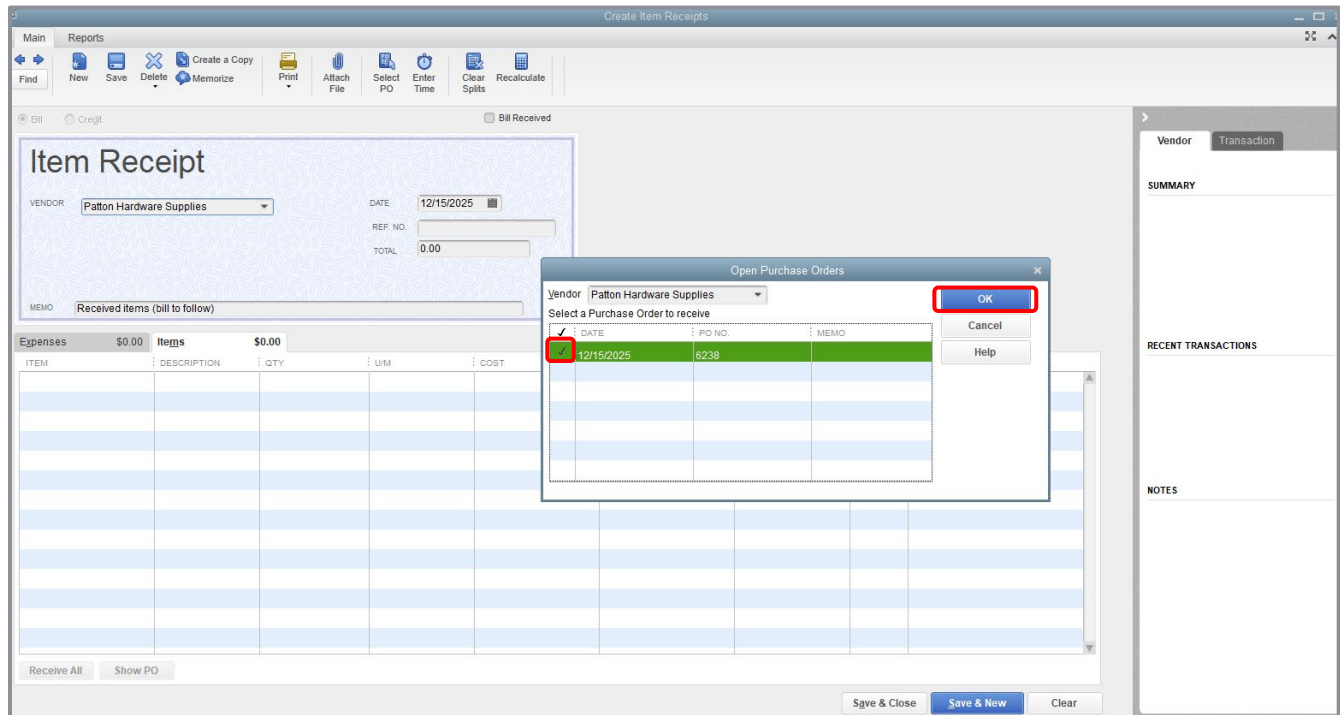 Create Item Receipts
Main Reports
Find New Save Delete Create a Copy Memorize Print Attach File Select PO Enter Time Clear Splits Recalculate
Bill Credit Bill Received
Item Receipt
VENDOR Patton Hardware Supplies
DATE 12/15/2025
REF. NO.
TOTAL 0.00
MEMO Received items (bill to follow)
Expenses $0.00 Items $0.00
ITEM DESCRIPTION QTY U/M COST
Receive All Show PO
Save & Close Save & New Clear
Open Purchase Orders
Vendor Patton Hardware Supplies
Select a Purchase Order to receive
✓ DATE PO NO. MEMO
✓ 12/15/2025 6238
OK
Cancel
Help
Vendor Transaction
SUMMARY
RECENT TRANSACTIONS
NOTES